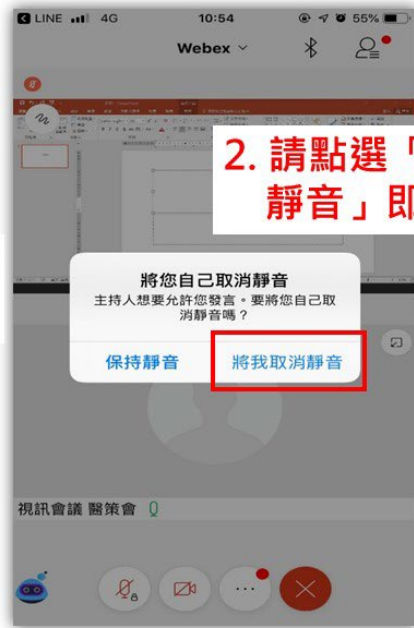 LINE 4G 10:54 55%
Webex
2. 請點選「
靜音」即
將您自己取消靜音
主持人想要允許您發言。要將您自己取
消靜音嗎?
保持靜音 將我取消靜音
視訊會議 醫策會